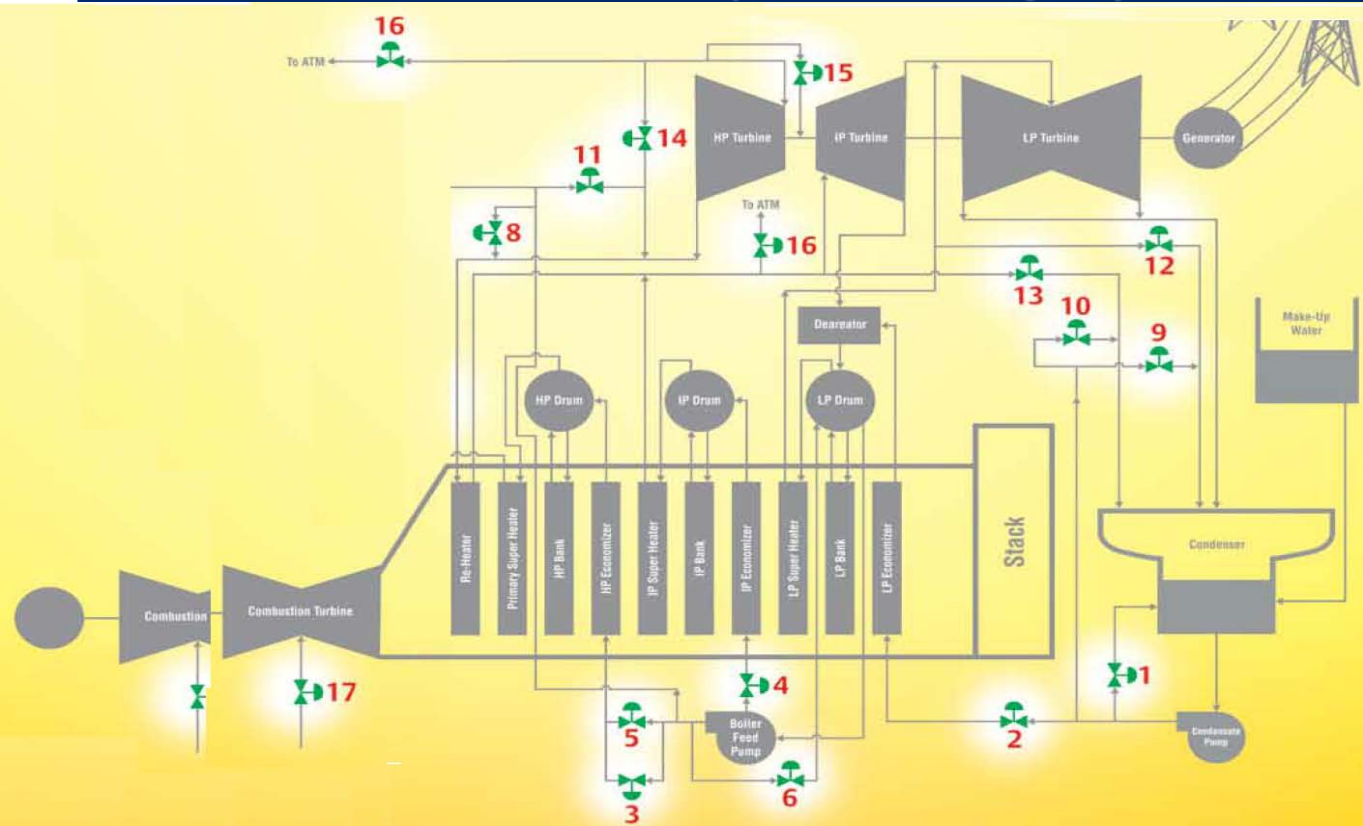 16
To ATM
15
14
HP Turbine
IP Turbine
LP Turbine
Generator
11
8
To ATM
16
12
13
10
9
Make-Up
Water
Deareator
HP Drum
IP Drum
LP Drum
Re-Heater
Primary Super Heater
HP Bank
HP Economizer
IP Super Heater
IP Bank
IP Economizer
LP Super Heater
LP Bank
LP Economizer
Stack
Condenser
Combustion
Combustion Turbine
17
4
1
5
Boiler
Feed
Pump
2
Condensate
Pump
6
3